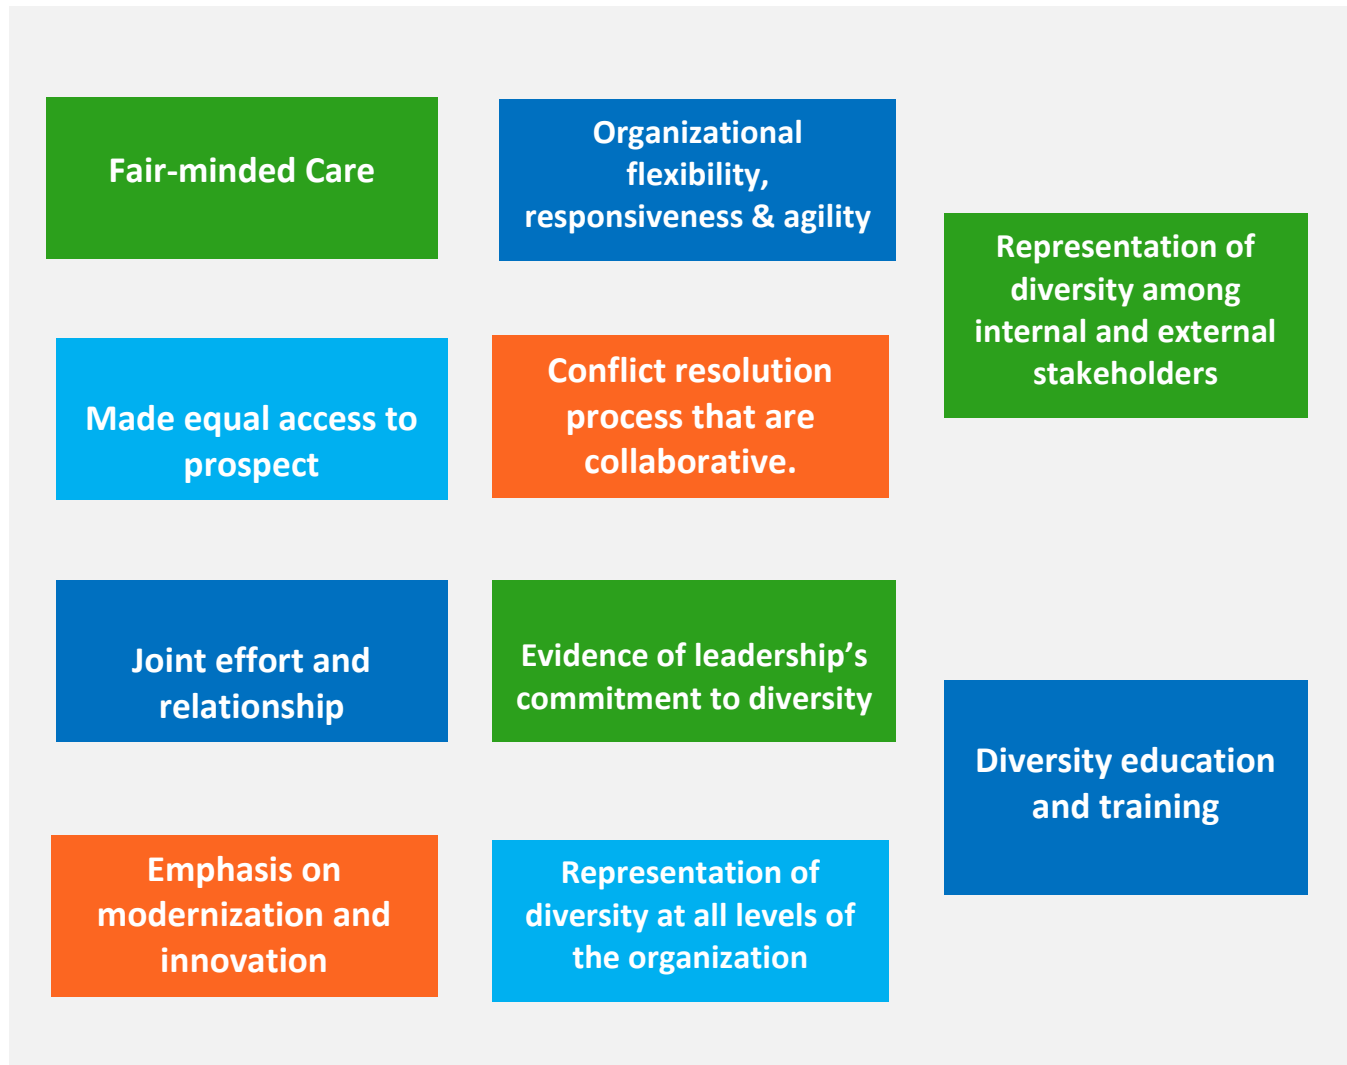 Fair-minded Care
Organizational
flexibility,
responsiveness & agility
Representation of
diversity among
internal and external
stakeholders
Made equal access to
prospect
Conflict resolution
process that are
collaborative.
Joint effort and
relationship
Evidence of leadership’s
commitment to diversity
Diversity education
and training
Emphasis on
modernization and
innovation
Representation of
diversity at all levels of
the organization